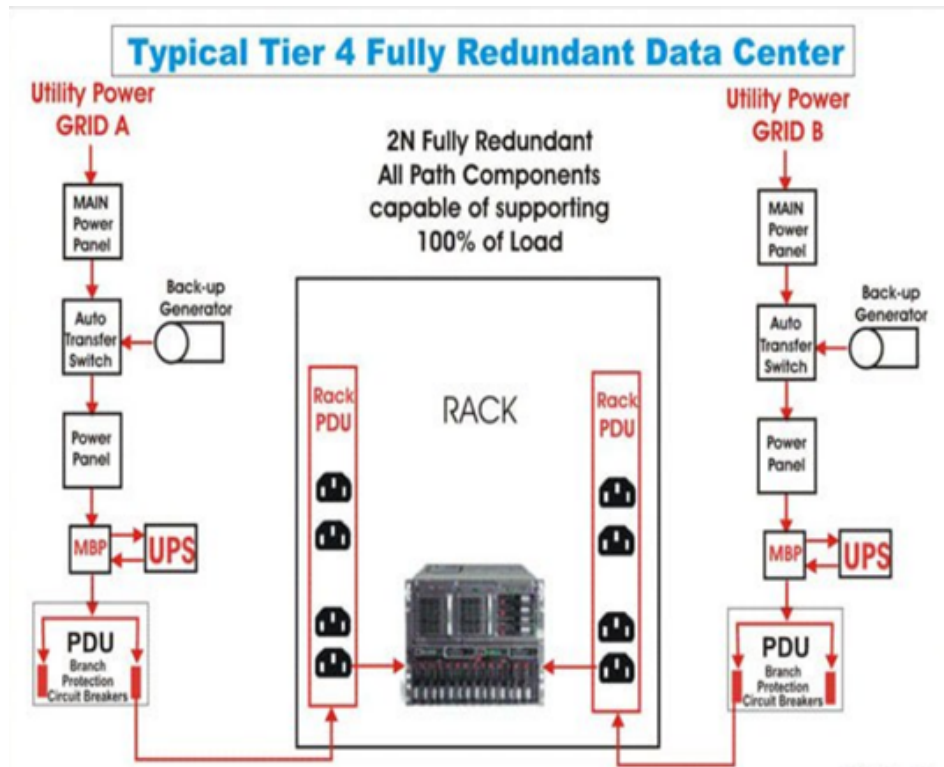 Typical Tier 4 Fully Redundant Data Center
Utility Power
GRID A
MAIN
Power
Panel
Auto
Transfer
Switch
Back-up
Generator
Power
Panel
MBP
UPS
PDU
Branch
Protection
Circuit Breakers
2N Fully Redundant
All Path Components
capable of supporting
100% of Load
RACK
Rack
PDU
Rack
PDU
Utility Power
GRID B
MAIN
Power
Panel
Auto
Transfer
Switch
Back-up
Generator
Power
Panel
MBP
UPS
PDU
Branch
Protection
Circuit Breakers